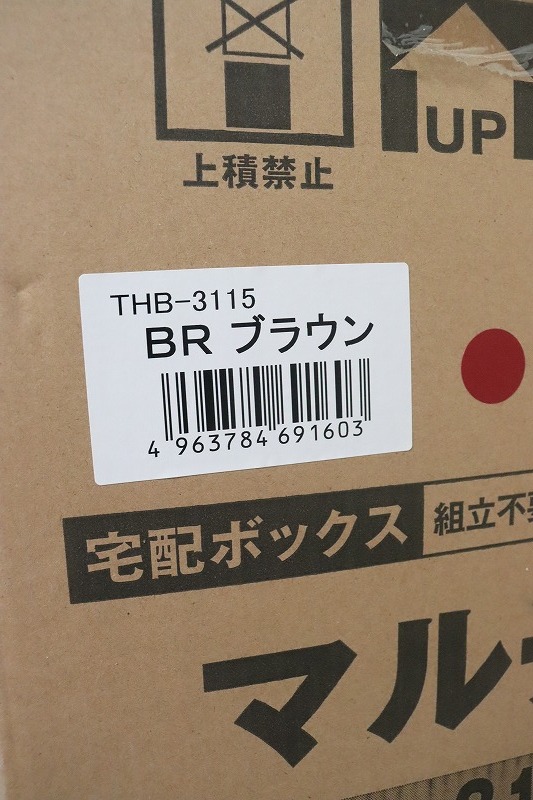 UP
上積禁止
THB-3115
BR ブラウン
4 963784 691603
宅配ボックス
組立不
マル